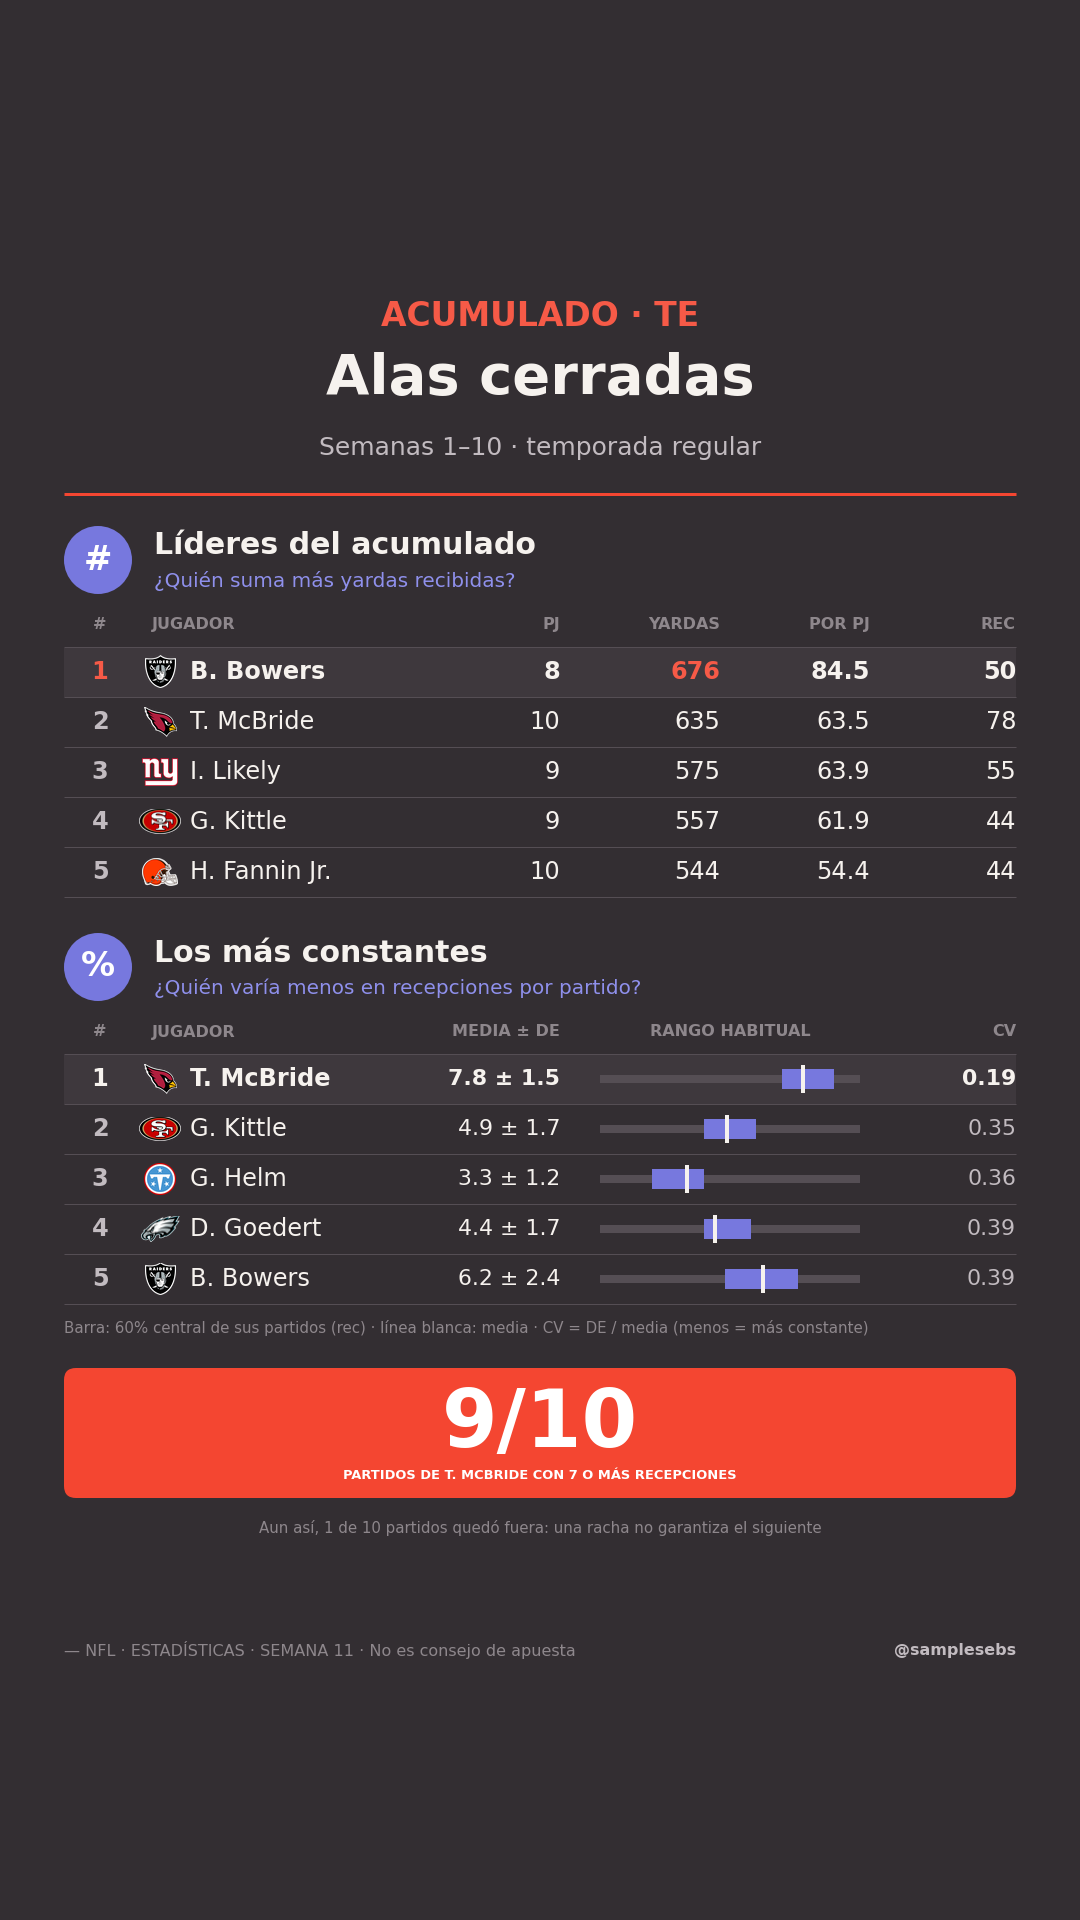 ACUMULADO · TE
Alas cerradas
Semanas 1–10 · temporada regular
# Líderes del acumulado
¿Quién suma más yardas recibidas?
# JUGADOR PJ YARDAS POR PJ REC
1 RAIDERS B. Bowers 8 676 84.5 50
2 T. McBride 10 635 63.5 78
3 ny I. Likely 9 575 63.9 55
4 SF G. Kittle 9 557 61.9 44
5 H. Fannin Jr. 10 544 54.4 44
% Los más constantes
¿Quién varía menos en recepciones por partido?
# JUGADOR MEDIA ± DE RANGO HABITUAL CV
1 T. McBride 7.8 ± 1.5 0.19
2 SF G. Kittle 4.9 ± 1.7 0.35
3 T G. Helm 3.3 ± 1.2 0.36
4 D. Goedert 4.4 ± 1.7 0.39
5 RAIDERS B. Bowers 6.2 ± 2.4 0.39
Barra: 60% central de sus partidos (rec) · línea blanca: media · CV = DE / media (menos = más constante)
9/10
PARTIDOS DE T. MCBRIDE CON 7 O MÁS RECEPCIONES
Aun así, 1 de 10 partidos quedó fuera: una racha no garantiza el siguiente
— NFL · ESTADÍSTICAS · SEMANA 11 · No es consejo de apuesta @samplesebs